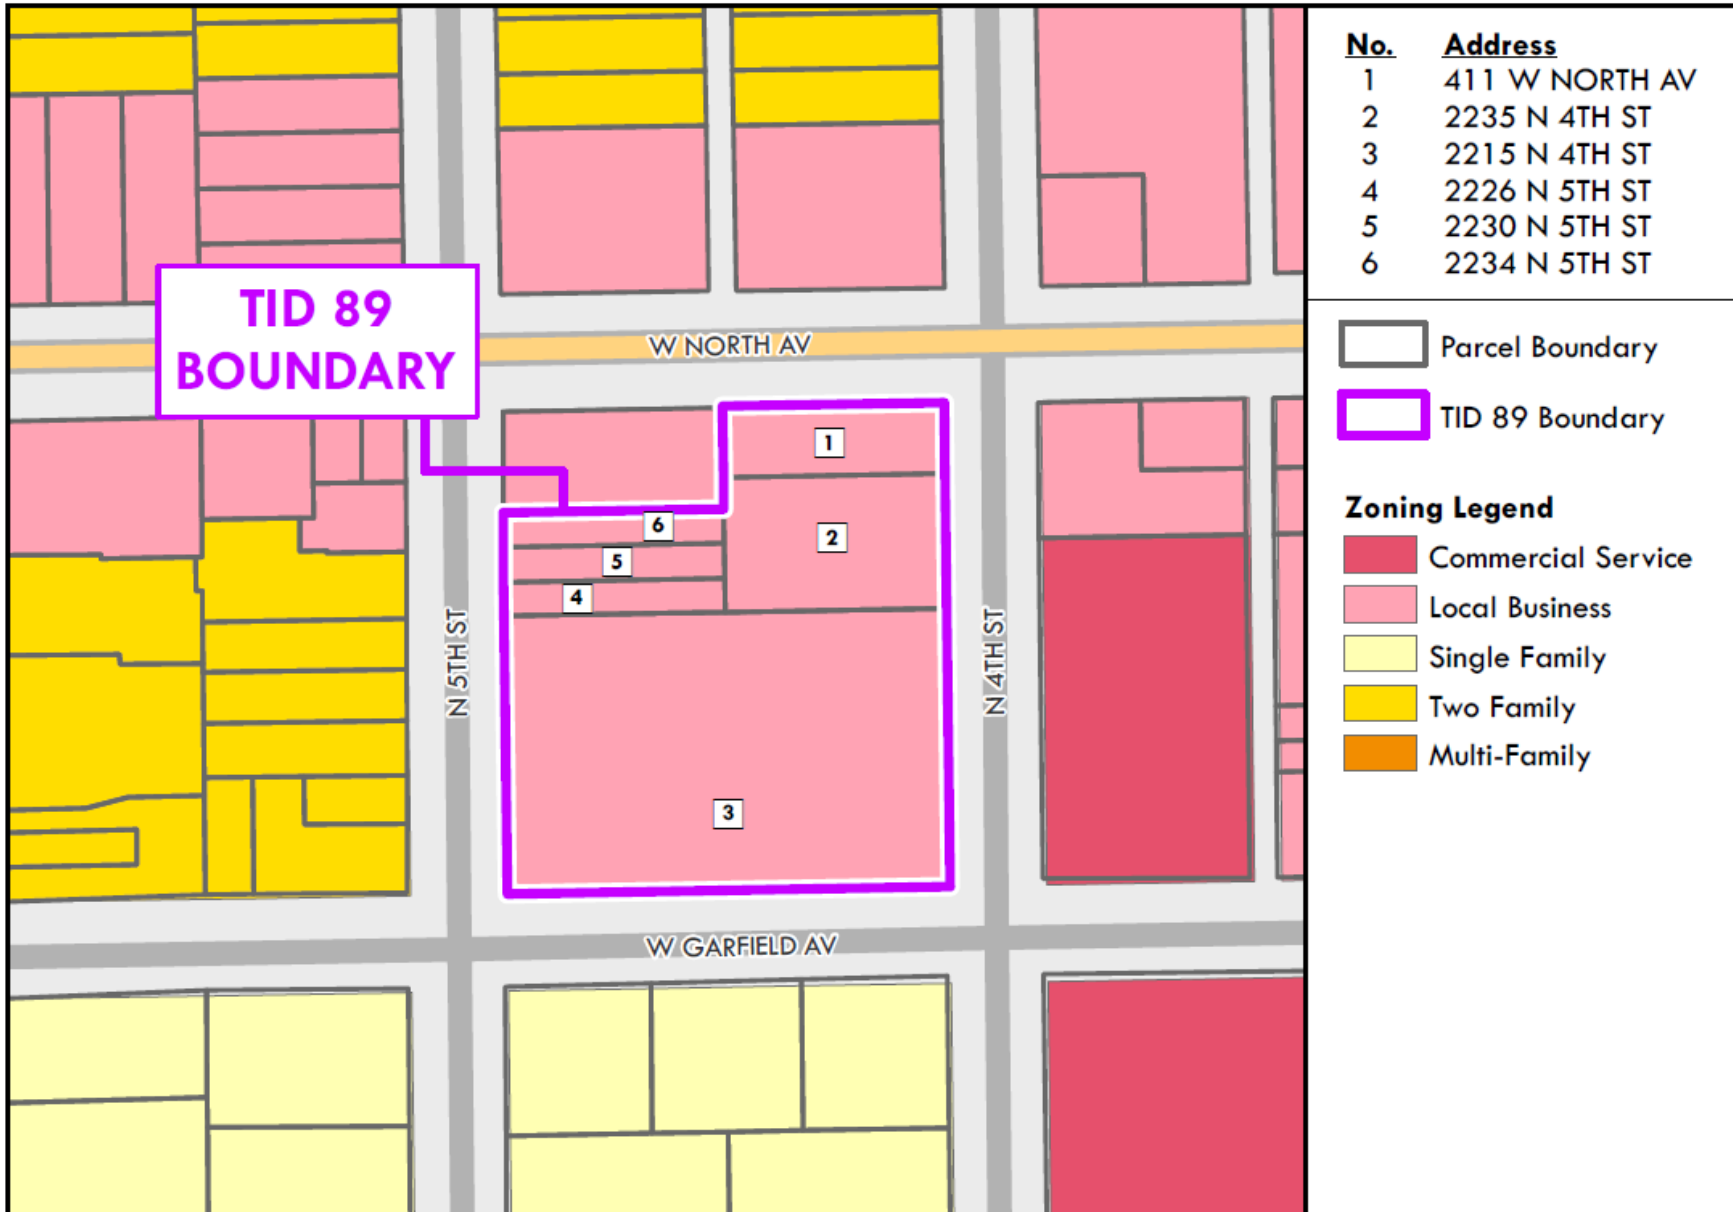 No. Address
1 411 W NORTH AV
2 2235 N 4TH ST
3 2215 N 4TH ST
4 2226 N 5TH ST
5 2230 N 5TH ST
6 2234 N 5TH ST
TID 89
BOUNDARY
W NORTH AV
Parcel Boundary
TID 89 Boundary
1
6
2
5
4
N 5TH ST
N 4TH ST
3
W GARFIELD AV
Zoning Legend
Commercial Service
Local Business
Single Family
Two Family
Multi-Family